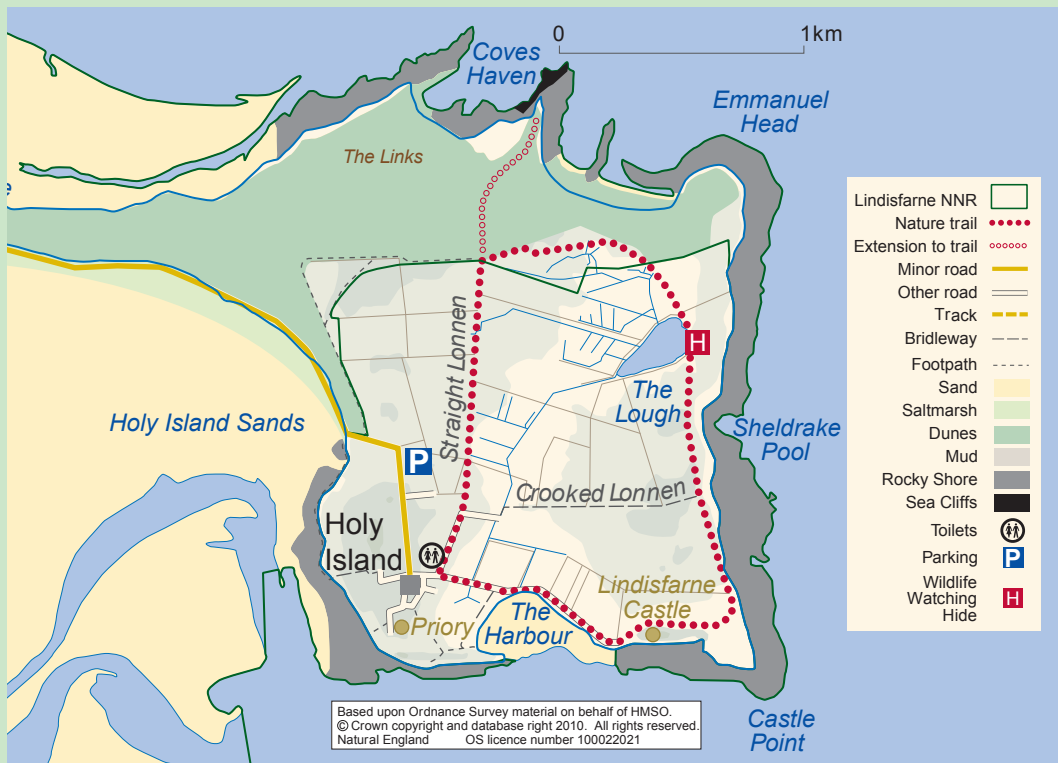 0 1km
Coves
Haven
Emmanuel
Head
The Links
e
Lindisfarne NNR
Nature trail
Extension to trail
Minor road
Other road
Track
Bridleway
Footpath
Sand
Saltmarsh
Dunes
Mud
Rocky Shore
Sea Cliffs
Toilets
Parking
P
Wildlife
Watching
Hide
H
Straight Lonnen
H
The
Lough
Holy Island Sands
Sheldrake
Pool
P
Crooked Lonnen
Holy
Island
Lindisfarne
Castle
The
Harbour
Priory
Castle
Point
Based upon Ordnance Survey material on behalf of HMSO.
© Crown copyright and database right 2010. All rights reserved.
Natural England OS licence number 100022021